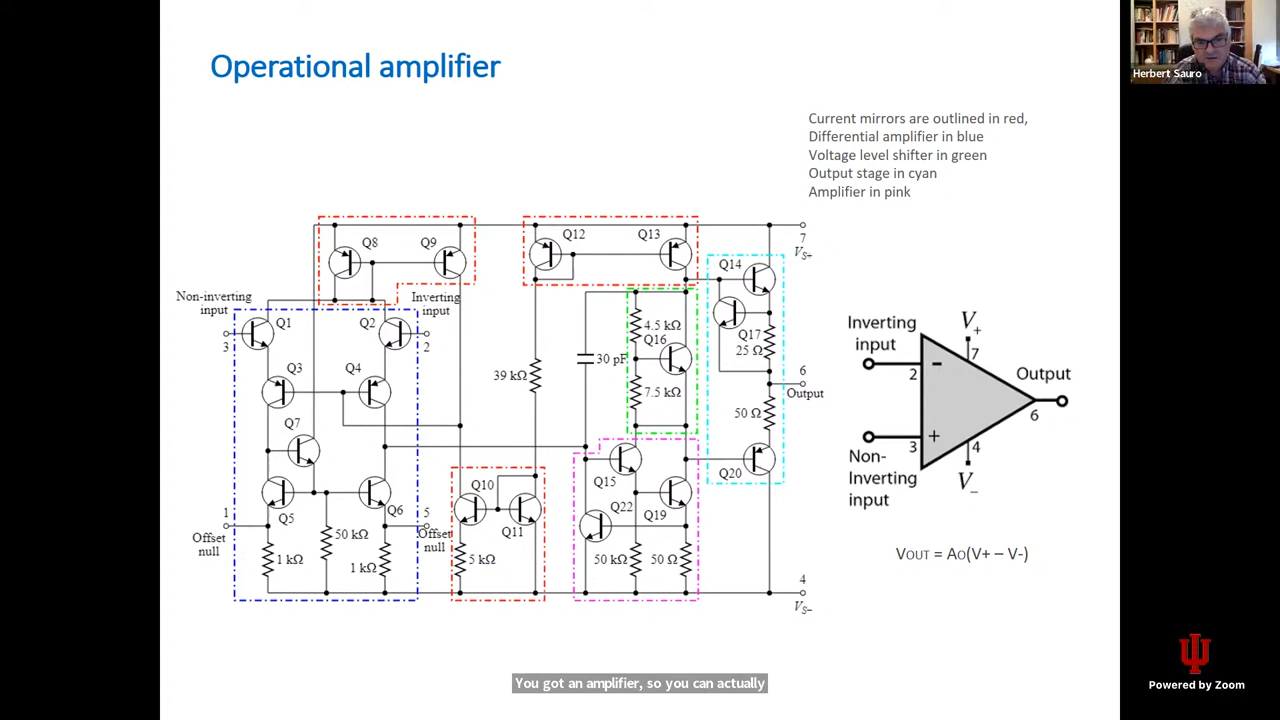 Operational amplifier
Herbert Sauro
Current mirrors are outlined in red,
Differential amplifier in blue
Voltage level shifter in green
Output stage in cyan
Amplifier in pink
Q8
Q9
Q12
Q13
7
VS+
Q14
Non-inverting
input
Inverting
input
Q1
Q2
3
2
4.5 kΩ
Q16
Q17
25 Ω
30 pF
39 kΩ
Q3
Q4
7.5 kΩ
6
Output
50 Ω
Q7
Q15
Q20
Q10
Q22
Q5
Q6
Q11
Q19
1
Offset
null
5
Offset
null
50 kΩ
1 kΩ
1 kΩ
5 kΩ
50 kΩ
50 Ω
4
VS−
Inverting
input
V+
7
2
-
Output
6
3
+
4
Non-
Inverting
input
V-
VOUT = AO(V+ – V-)
You got an amplifier, so you can actually
Powered by Zoom